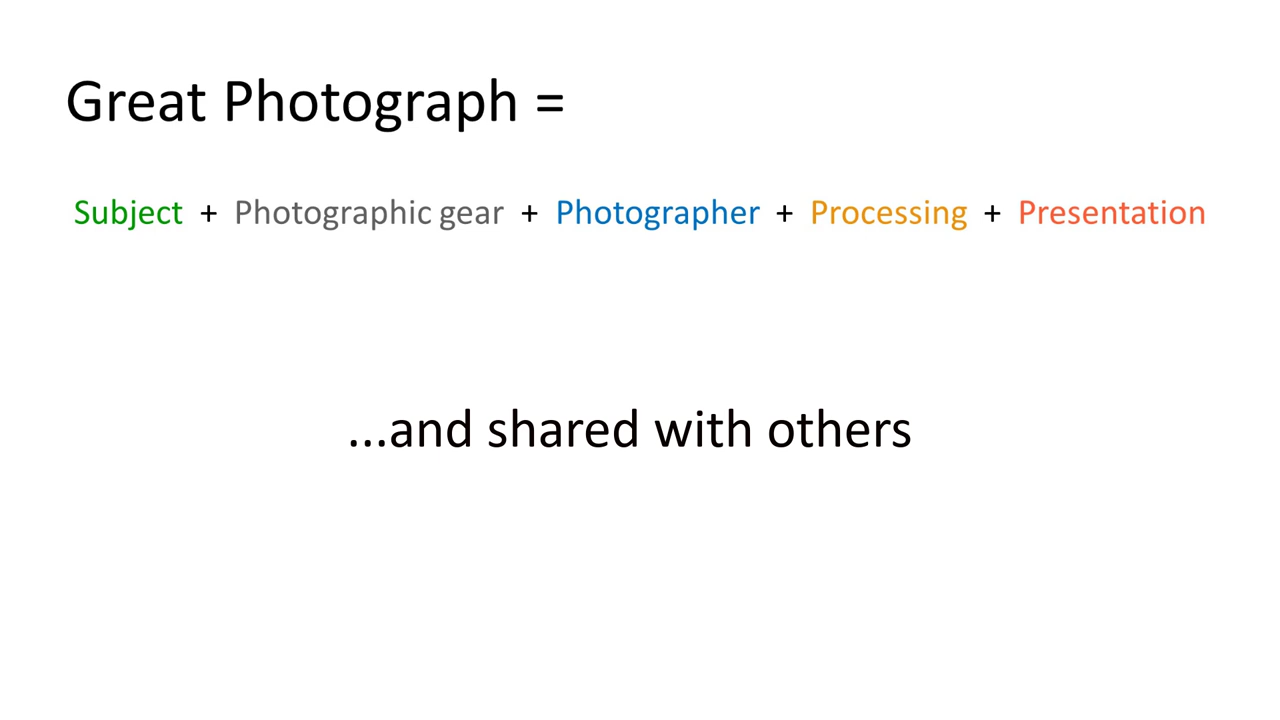 Great Photograph =
Subject + Photographic gear + Photographer + Processing + Presentation
...and shared with others